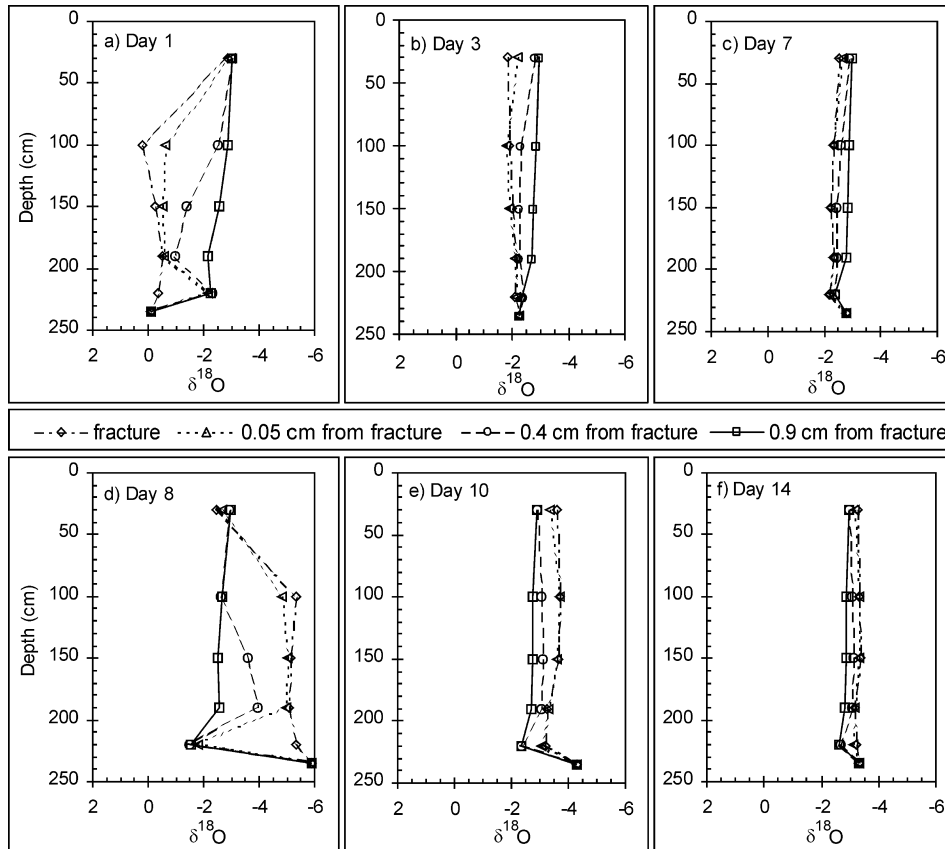 a) Day 1
0
50
100
150
200
250
Depth (cm)
2 0 -2 -4 -6
δ18O
b) Day 3
0
50
100
150
200
250
2 0 -2 -4 -6
δ18O
c) Day 7
0
50
100
150
200
250
2 0 -2 -4 -6
δ18O
fracture 0.05 cm from fracture 0.4 cm from fracture 0.9 cm from fracture
d) Day 8
0
50
100
150
200
250
Depth (cm)
2 0 -2 -4 -6
δ18O
e) Day 10
0
50
100
150
200
250
2 0 -2 -4 -6
δ18O
f) Day 14
0
50
100
150
200
250
2 0 -2 -4 -6
δ18O